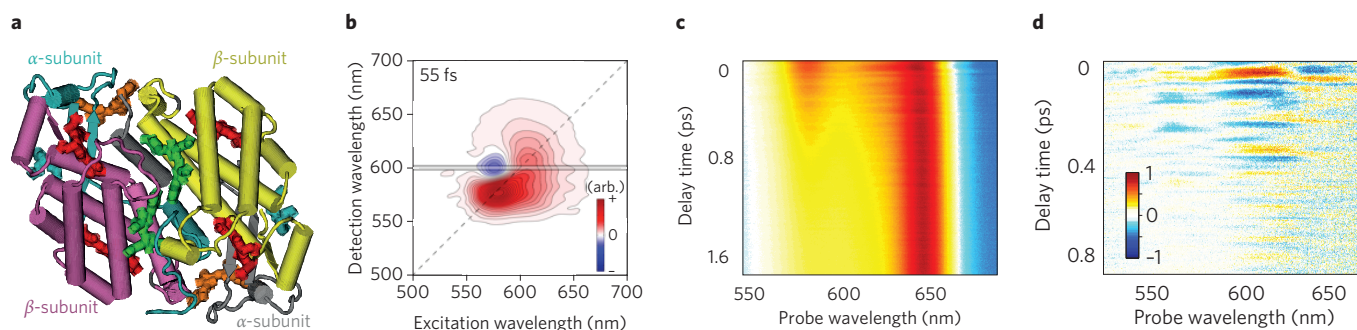 a
α-subunit
β-subunit
β-subunit
α-subunit
b
55 fs
700
650
600
550
500
500
550
600
650
700
(arb.)
+
0
−
Detection wavelength (nm)
Excitation wavelength (nm)
c
0
0.8
1.6
Delay time (ps)
550
600
650
Probe wavelength (nm)
d
0
0.4
0.8
Delay time (ps)
1
0
−1
550
600
650
Probe wavelength (nm)